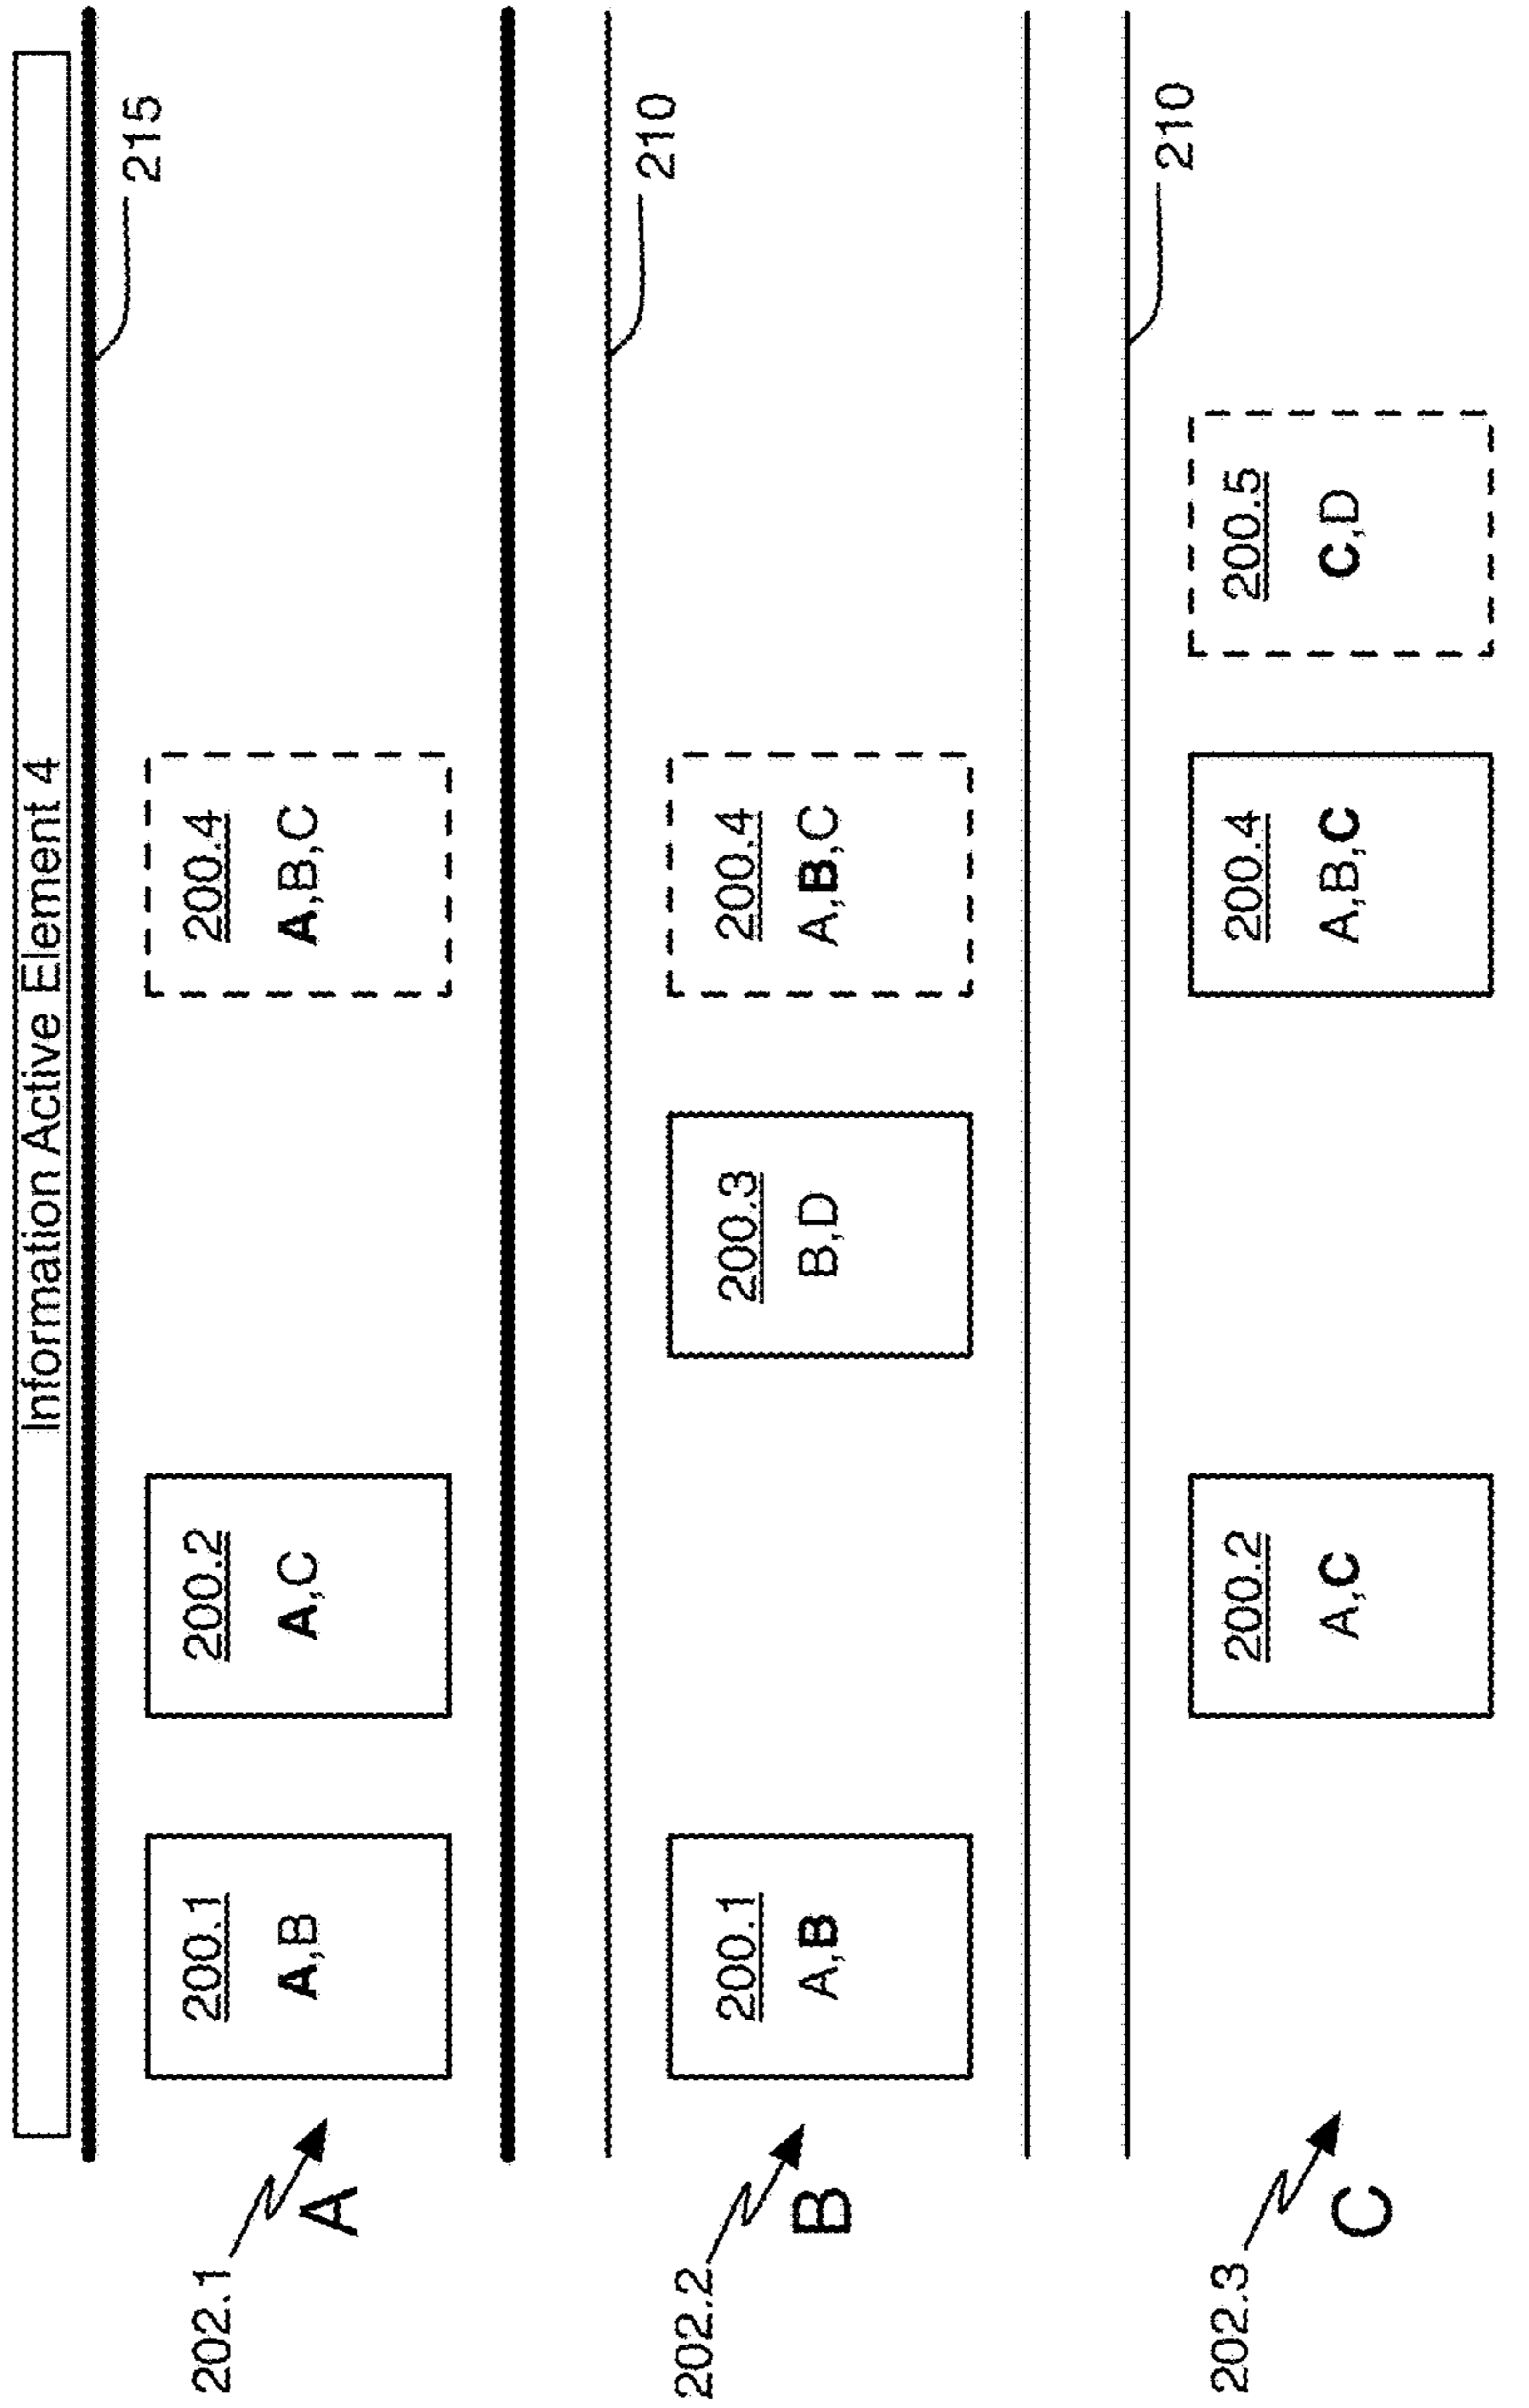 Information Active Element 4
215
202.1
A
200.1
A,B
200.2
A,C
200.4
A,B,C
210
202.2
B
200.1
A,B
200.3
B,D
200.4
A,B,C
210
202.3
C
200.2
A,C
200.4
A,B,C
200.5
C,D